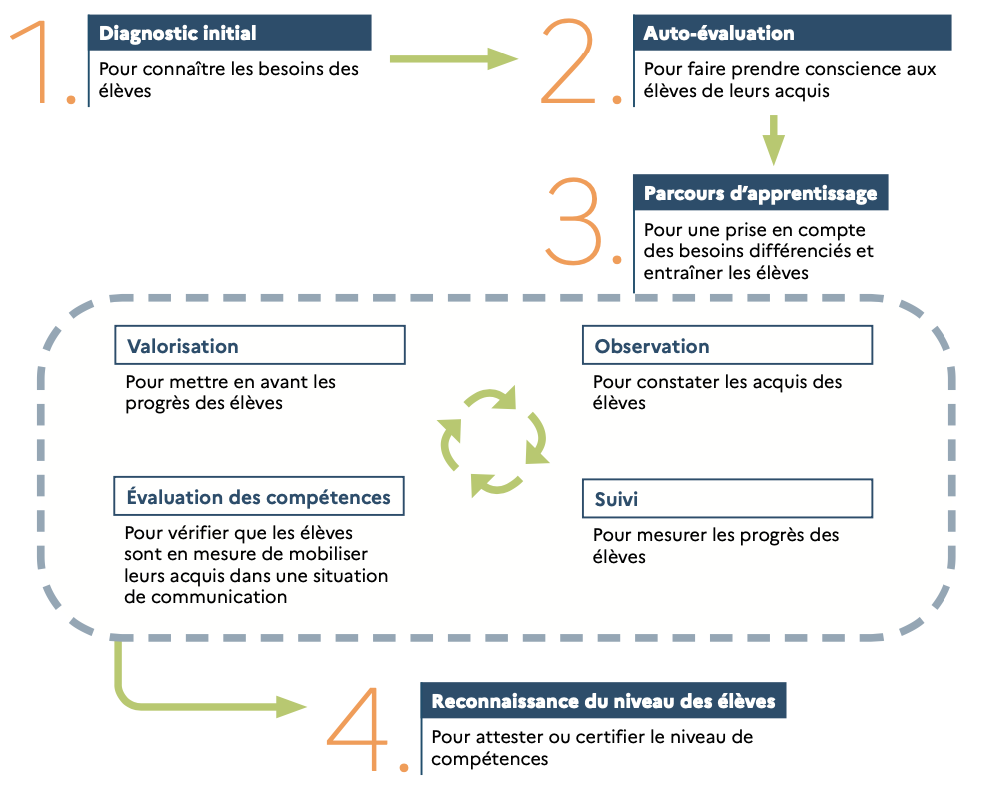 1.
Diagnostic initial
Pour connaître les besoins des
élèves
2.
Auto-évaluation
Pour faire prendre conscience aux
élèves de leurs acquis
3.
Parcours d’apprentissage
Pour une prise en compte
des besoins différenciés et
entraîner les élèves
Valorisation
Pour mettre en avant les
progrès des élèves
Observation
Pour constater les acquis des
élèves
Évaluation des compétences
Pour vérifier que les élèves
sont en mesure de mobiliser
leurs acquis dans une situation
de communication
Suivi
Pour mesurer les progrès des
élèves
4.
Reconnaissance du niveau des élèves
Pour attester ou certifier le niveau de
compétences